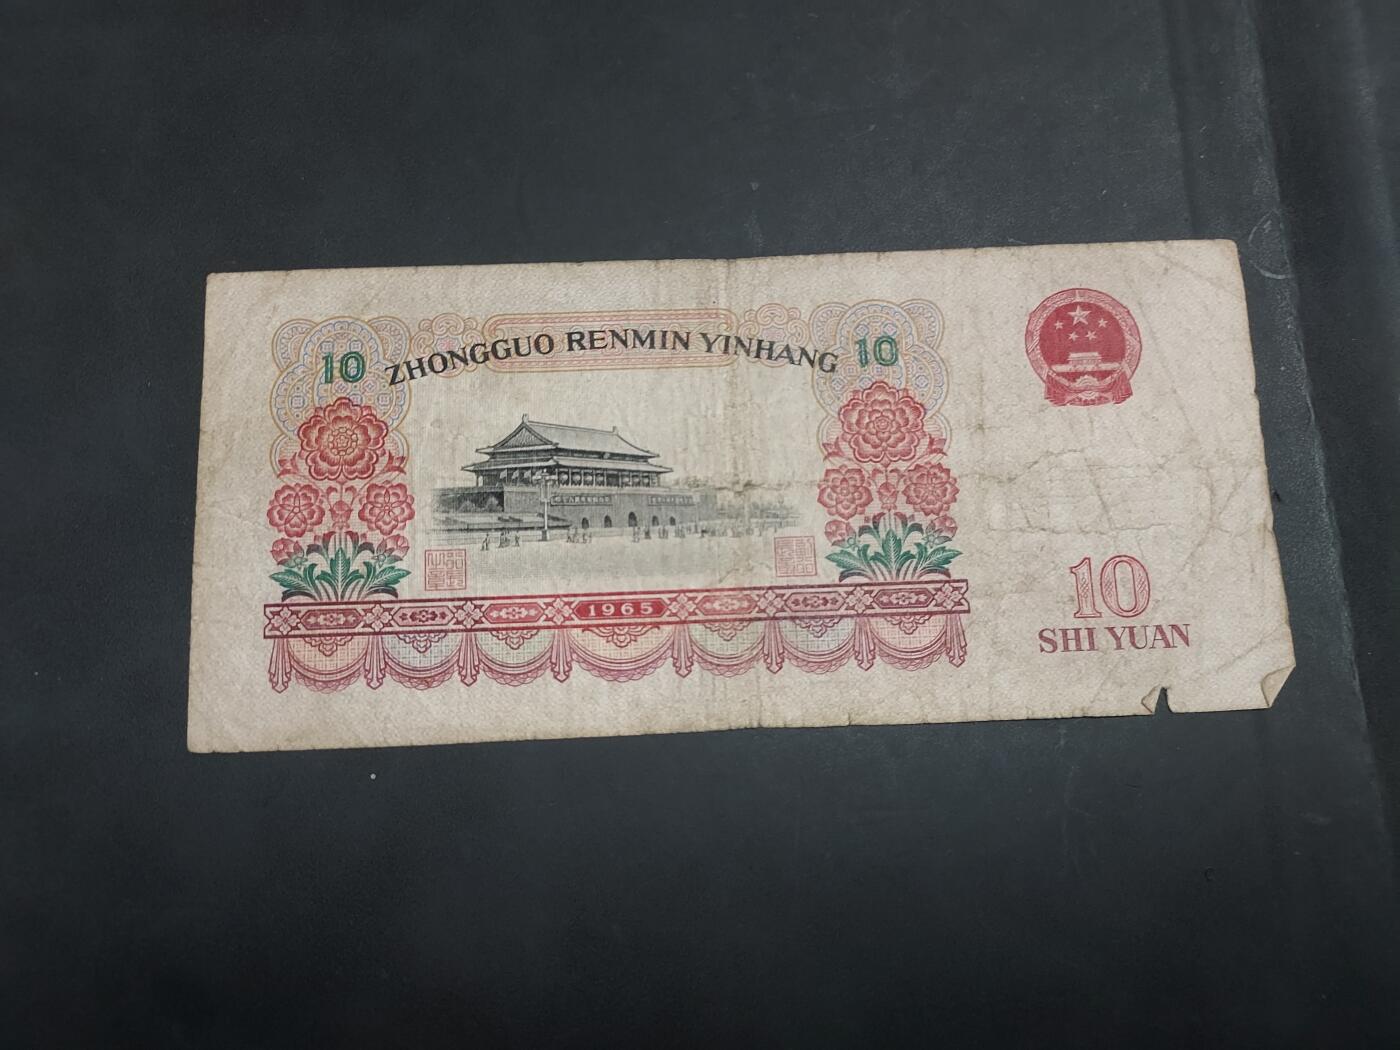 10 ZHONGGUO RENMIN YINHANG 10
1965
10
SHI YUAN